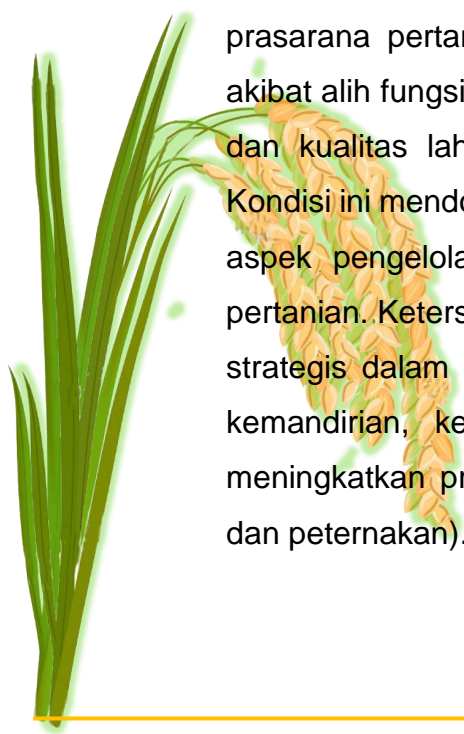 prasarana pertan
akibat alih fungsi
dan kualitas lah
Kondisi ini mendo
aspek pengelola
pertanian. Keters
strategis dalam
kemandirian, ke
meningkatkan pr
dan peternakan).